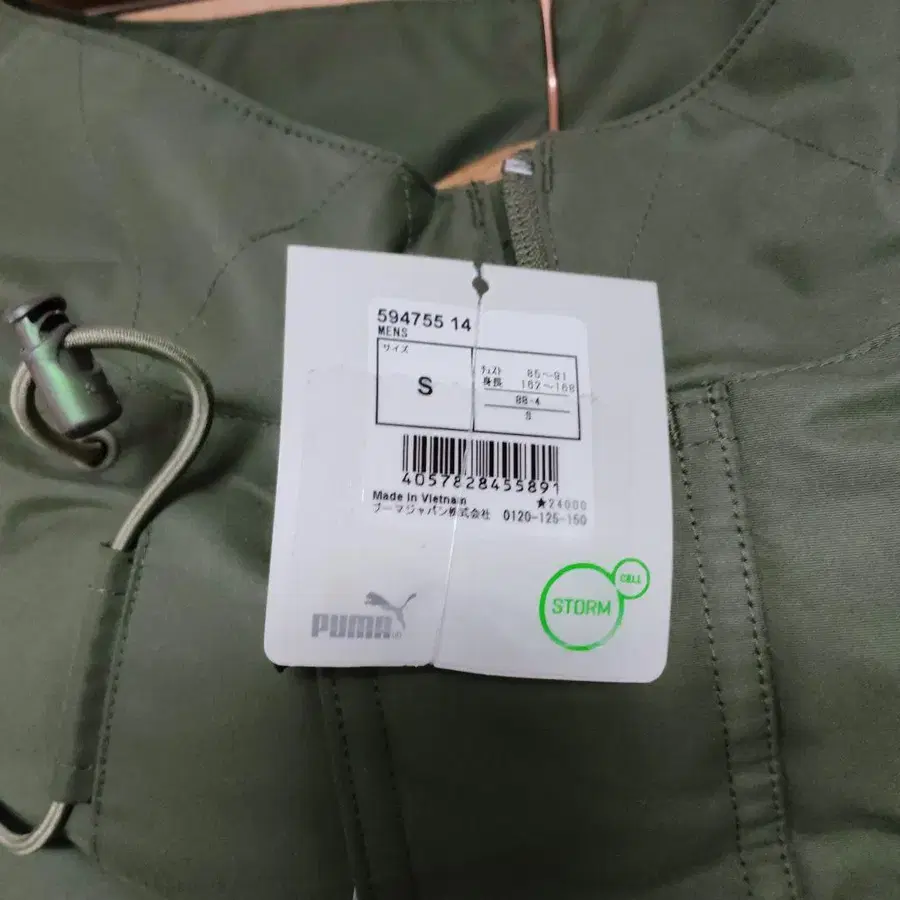 594755 14
MENS
サイズ
S
チェスト 85～91
身長 162～168
88-4
S
4057828455891
Made in Vietnam
★24000
プーマジャパン株式会社 0120-125-150
PUMA
STORM
CELL